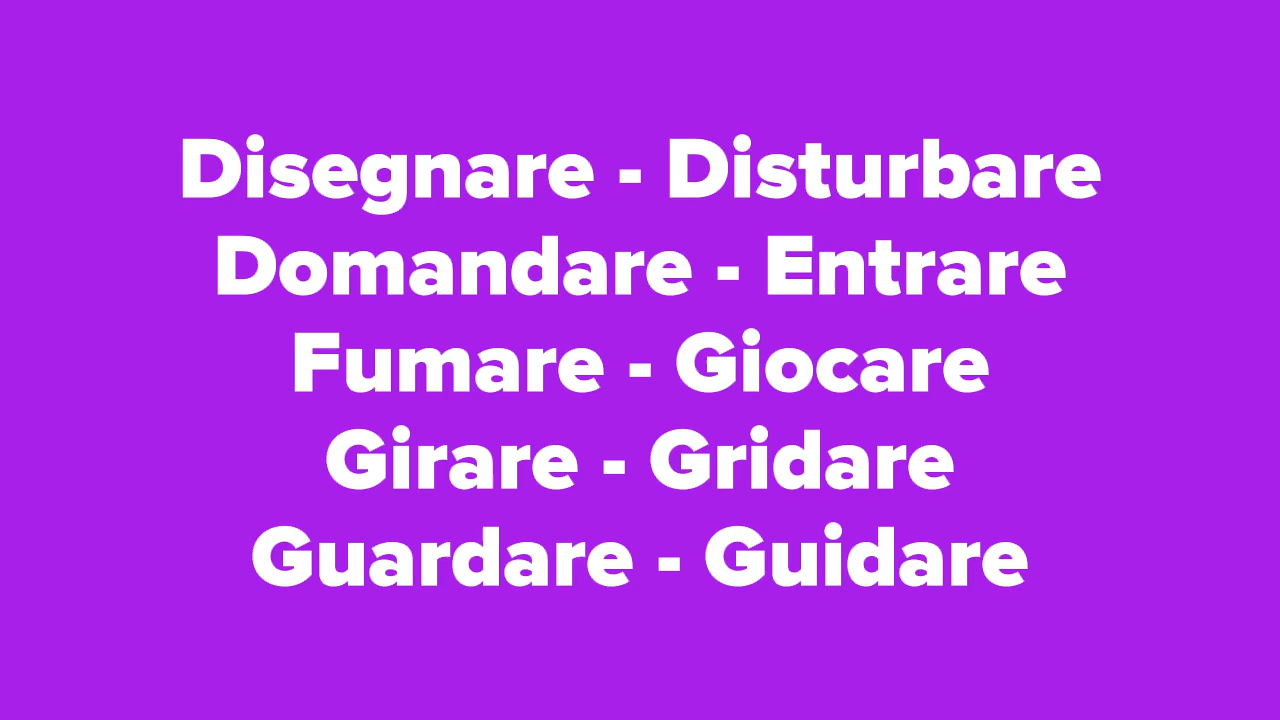 Disegnare - Disturbare
Domandare - Entrare
Fumare - Giocare
Girare - Gridare
Guardare - Guidare